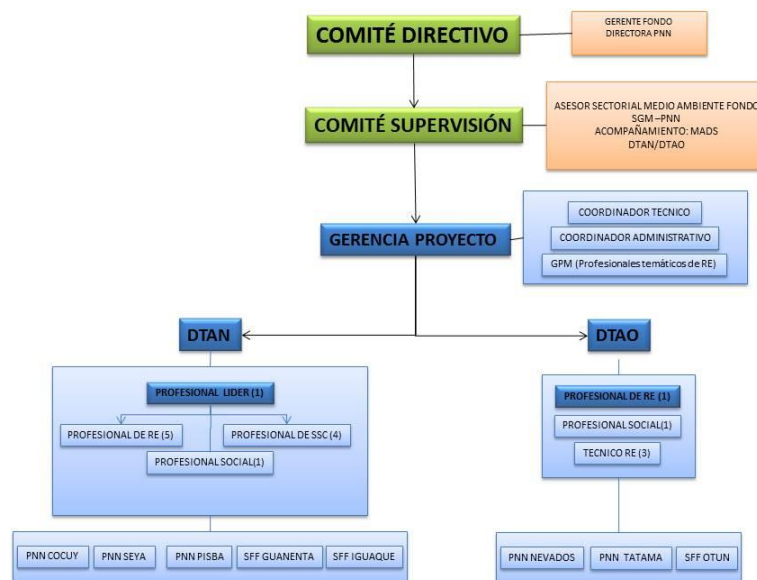 COMITÉ DIRECTIVO
GERENTE FONDO
DIRECTORA PNN
COMITÉ SUPERVISIÓN
ASESOR SECTORIAL MEDIO AMBIENTE FONDO
SGM –PNN
ACOMPAÑAMIENTO: MADS
DTAN/DTAO
GERENCIA PROYECTO
COORDINADOR TECNICO
COORDINADOR ADMINISTRATIVO
GPM (Profesionales temáticos de RE)
DTAN
DTAO
PROFESIONAL LIDER (1)
PROFESIONAL DE RE (5)
PROFESIONAL DE SSC (4)
PROFESIONAL SOCIAL(1)
PROFESIONAL DE RE (1)
PROFESIONAL SOCIAL(1)
TECNICO RE (3)
PNN COCUY
PNN SEYA
PNN PISBA
SFF GUANENTA
SFF IGUAQUE
PNN NEVADOS
PNN TATAMA
SFF OTUN